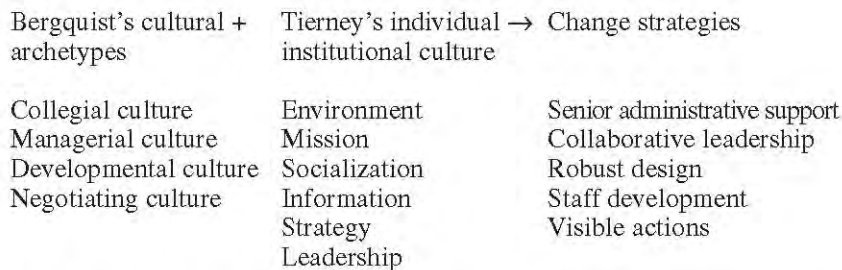 Bergquist's cultural + Tierney's individual → Change strategies
archetypes institutional culture
Collegial culture Environment Senior administrative support
Managerial culture Mission Collaborative leadership
Developmental culture Socialization Robust design
Negotiating culture Information Staff development
Strategy Visible actions
Leadership